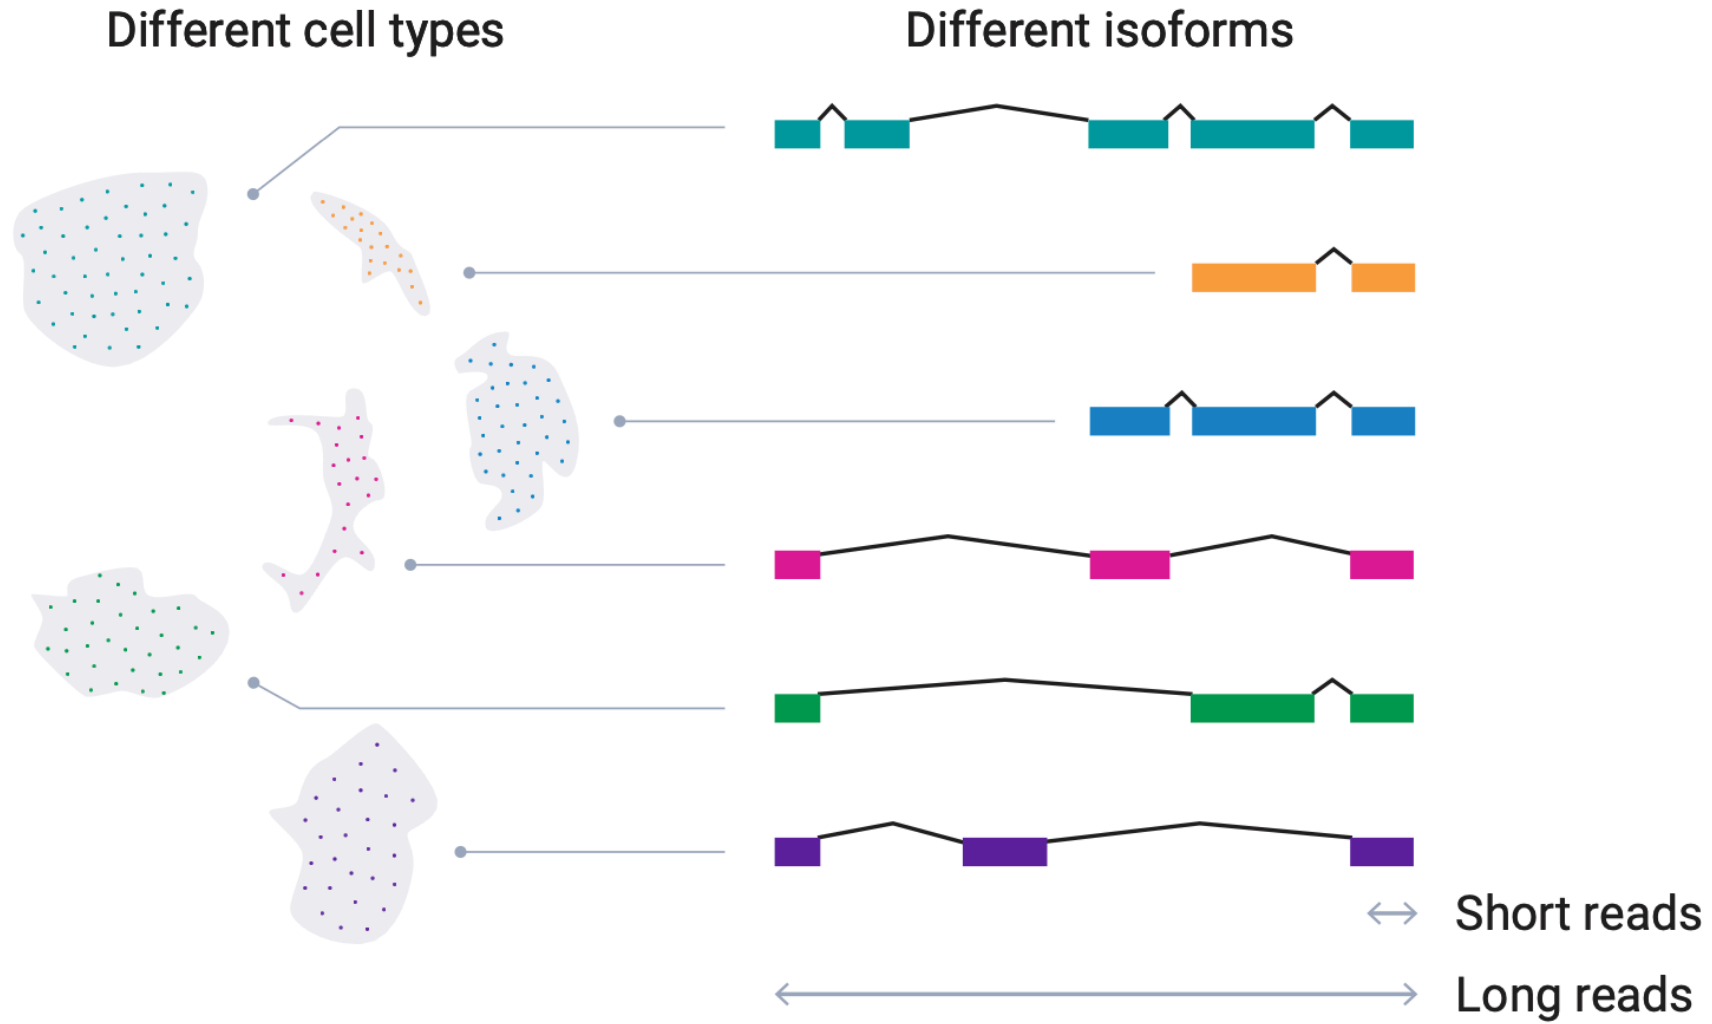 Different cell types
Different isoforms
Short reads
Long reads